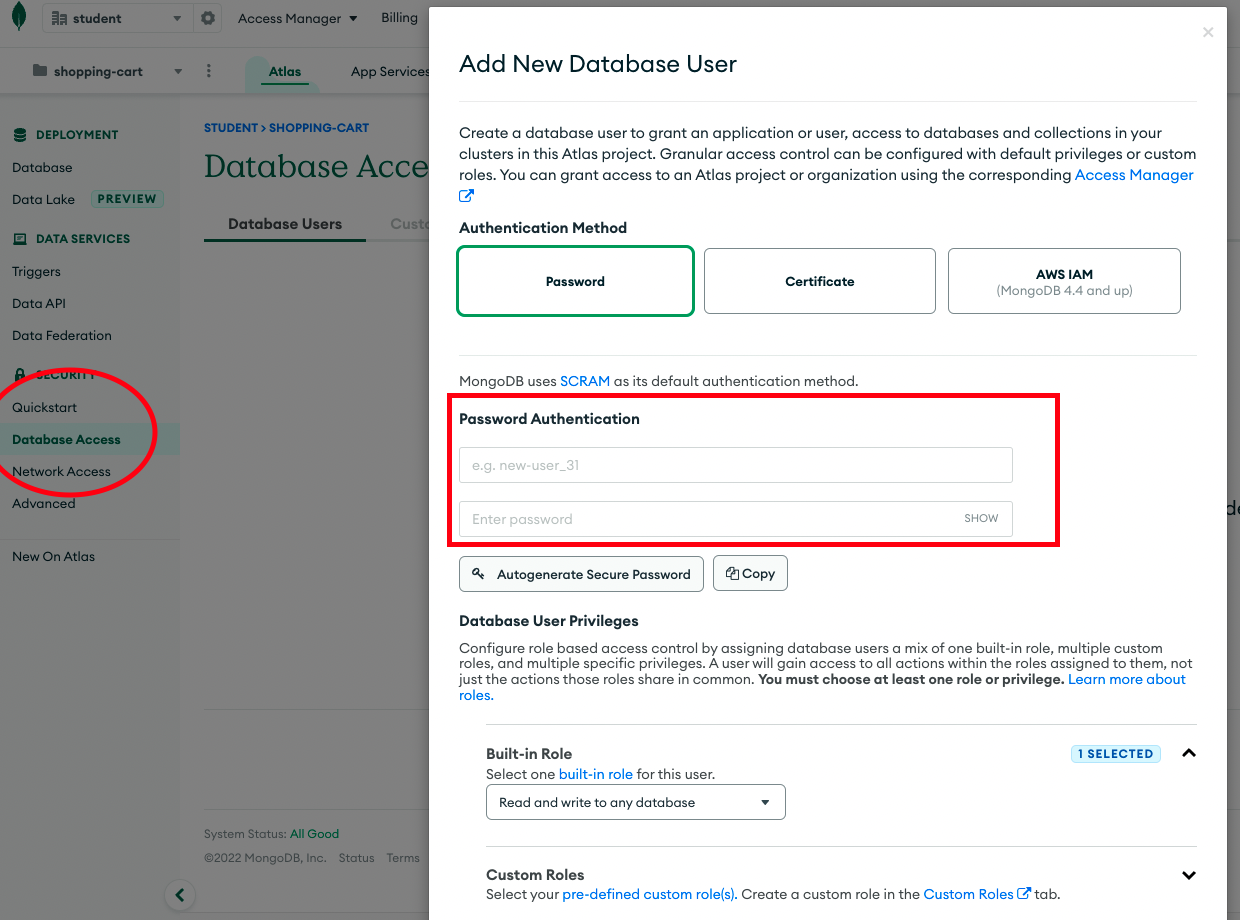 student
Access Manager
Billing
shopping-cart
Atlas
App Services
DEPLOYMENT
Database
Data Lake PREVIEW
DATA SERVICES
Triggers
Data API
Data Federation
SECURITY
Quickstart
Database Access
Network Access
Advanced
New On Atlas
STUDENT > SHOPPING-CART
Database Acce
Database Users
Custo
System Status: All Good
©2022 MongoDB, Inc. Status Terms
×
Add New Database User
Create a database user to grant an application or user, access to databases and collections in your
clusters in this Atlas project. Granular access control can be configured with default privileges or custom
roles. You can grant access to an Atlas project or organization using the corresponding Access Manager
Authentication Method
Password
Certificate
AWS IAM
(MongoDB 4.4 and up)
MongoDB uses SCRAM as its default authentication method.
Password Authentication
e.g. new-user_31
Enter password SHOW
Autogenerate Secure Password
Copy
Database User Privileges
Configure role based access control by assigning database users a mix of one built-in role, multiple custom
roles, and multiple specific privileges. A user will gain access to all actions within the roles assigned to them, not
just the actions those roles share in common. You must choose at least one role or privilege. Learn more about
roles.
Built-in Role
1 SELECTED
Select one built-in role for this user.
Read and write to any database
Custom Roles
Select your pre-defined custom role(s). Create a custom role in the Custom Roles tab.